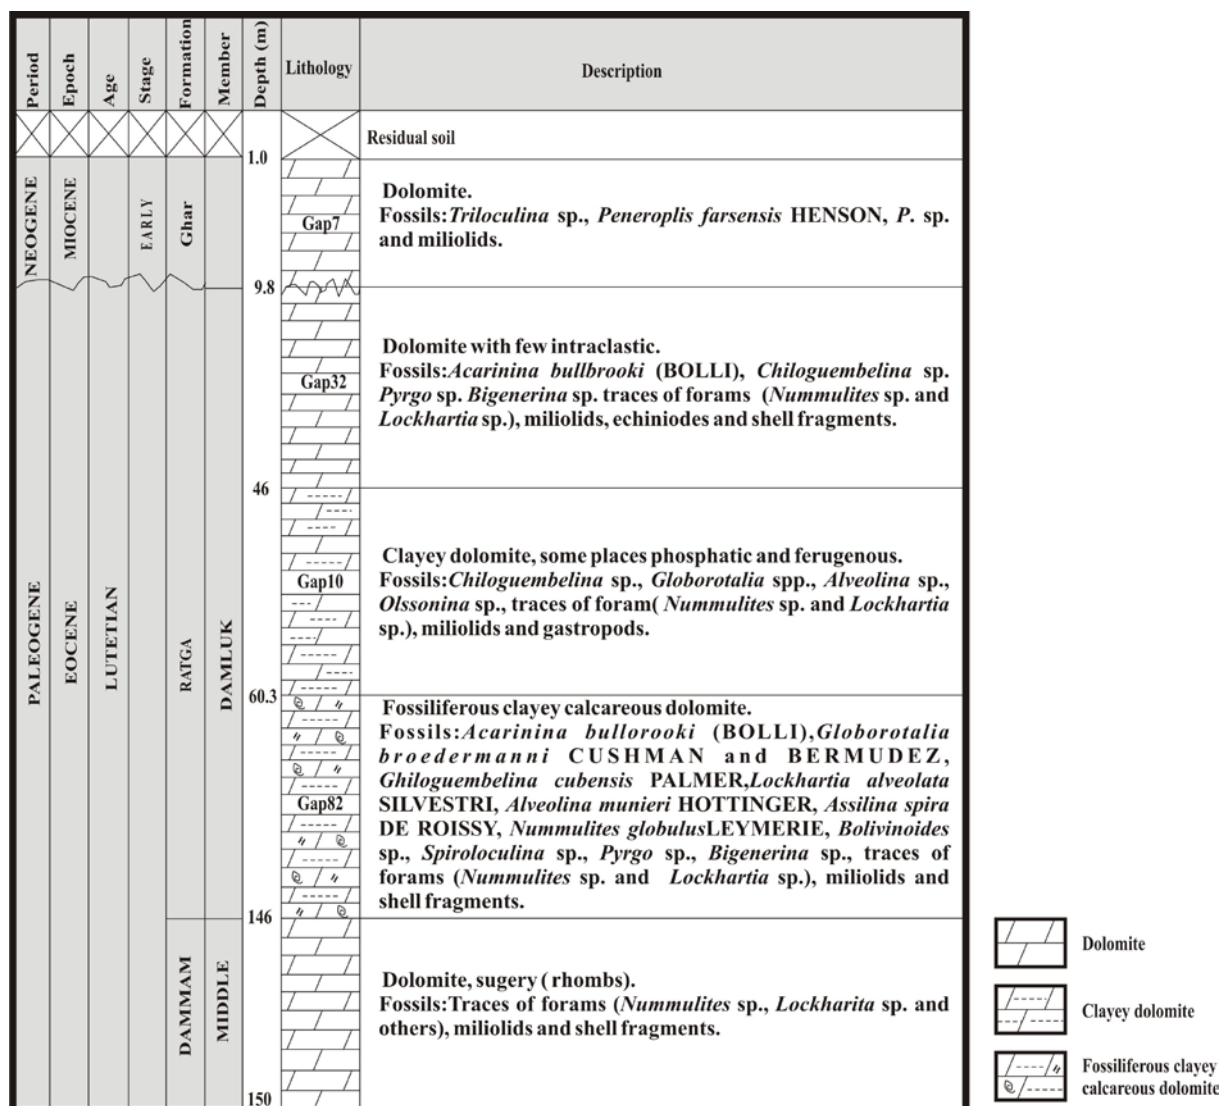 Period
Epoch
Age
Stage
Formation
Member
Depth (m)
Lithology
Description
Residual soil
1.0
NEOGENE
MIOCENE
EARLY
Ghar
Gap7
Dolomite.
Fossils:Triloculina sp., Peneroplis farsensis HENSON, P. sp.
and miliolids.
9.8
Gap32
Dolomite with few intraclastic.
Fossils:Acarinina bullbrooki (BOLLI), Chiloguembelina sp.
Pyrgo sp. Bigenerina sp. traces of forams (Nummulites sp. and
Lockhartia sp.), miliolids, echiniodes and shell fragments.
46
PALEOGENE
EOCENE
LUTETIAN
RATGA
DAMLUK
Gap10
Clayey dolomite, some places phosphatic and ferugenous.
Fossils:Chiloguembelina sp., Globorotalia spp., Alveolina sp.,
Olssonina sp., traces of foram( Nummulites sp. and Lockhartia
sp.), miliolids and gastropods.
60.3
Gap82
Fossiliferous clayey calcareous dolomite.
Fossils:Acarinina bullorooki (BOLLI),Globorotalia
broedermanni CUSHMAN and BERMUDEZ,
Ghiloguembelina cubensis PALMER,Lockhartia alveolata
SILVESTRI, Alveolina munieri HOTTINGER, Assilina spira
DE ROISSY, Nummulites globulusLEYMERIE, Bolivinoides
sp., Spiroloculina sp., Pyrgo sp., Bigenerina sp., traces of
forams (Nummulites sp. and Lockhartia sp.), miliolids and
shell fragments.
146
DAMMAM
MIDDLE
Dolomite, sugery ( rhombs).
Fossils:Traces of forams (Nummulites sp., Lockharita sp. and
others), miliolids and shell fragments.
150
Dolomite
Clayey dolomite
Fossiliferous clayey
calcareous dolomite